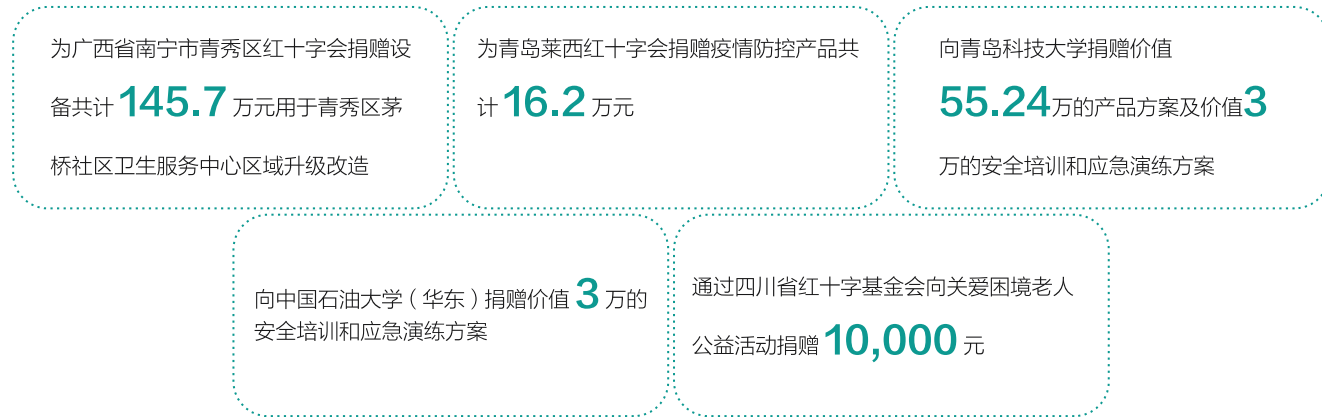 为广西省南宁市青秀区红十字会捐赠设
备共计 145.7 万元用于青秀区茅
桥社区卫生服务中心区域升级改造
为青岛莱西红十字会捐赠疫情防控产品共
计 16.2 万元
向青岛科技大学捐赠价值
55.24万的产品方案及价值3
万的安全培训和应急演练方案
向中国石油大学（华东）捐赠价值 3 万的
安全培训和应急演练方案
通过四川省红十字基金会向关爱困境老人
公益活动捐赠 10,000 元